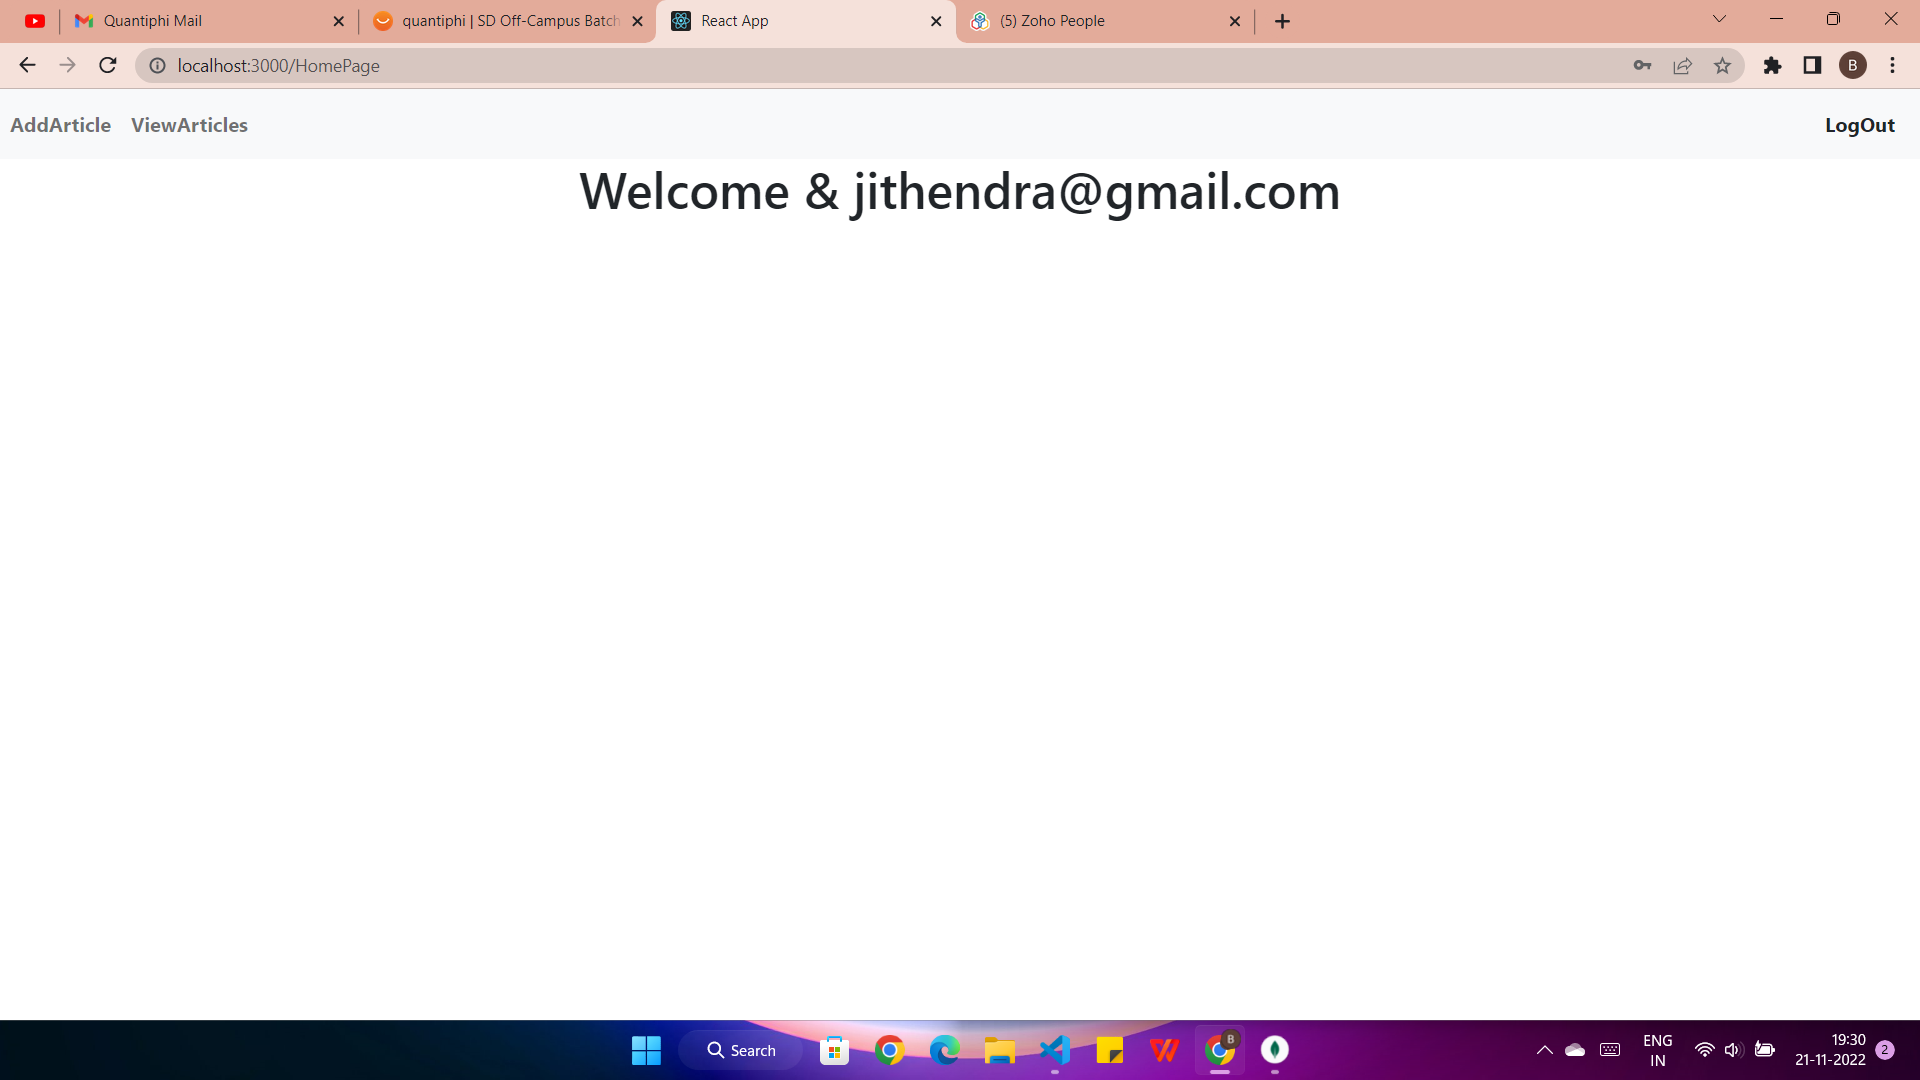 Quantiphi Mail
quantiphi | SD Off-Campus Batch
React App
(5) Zoho People
localhost:3000/HomePage
B
AddArticle ViewArticles LogOut
Welcome & jithendra@gmail.com
Search
B
ENG
IN
19:30
21-11-2022
2